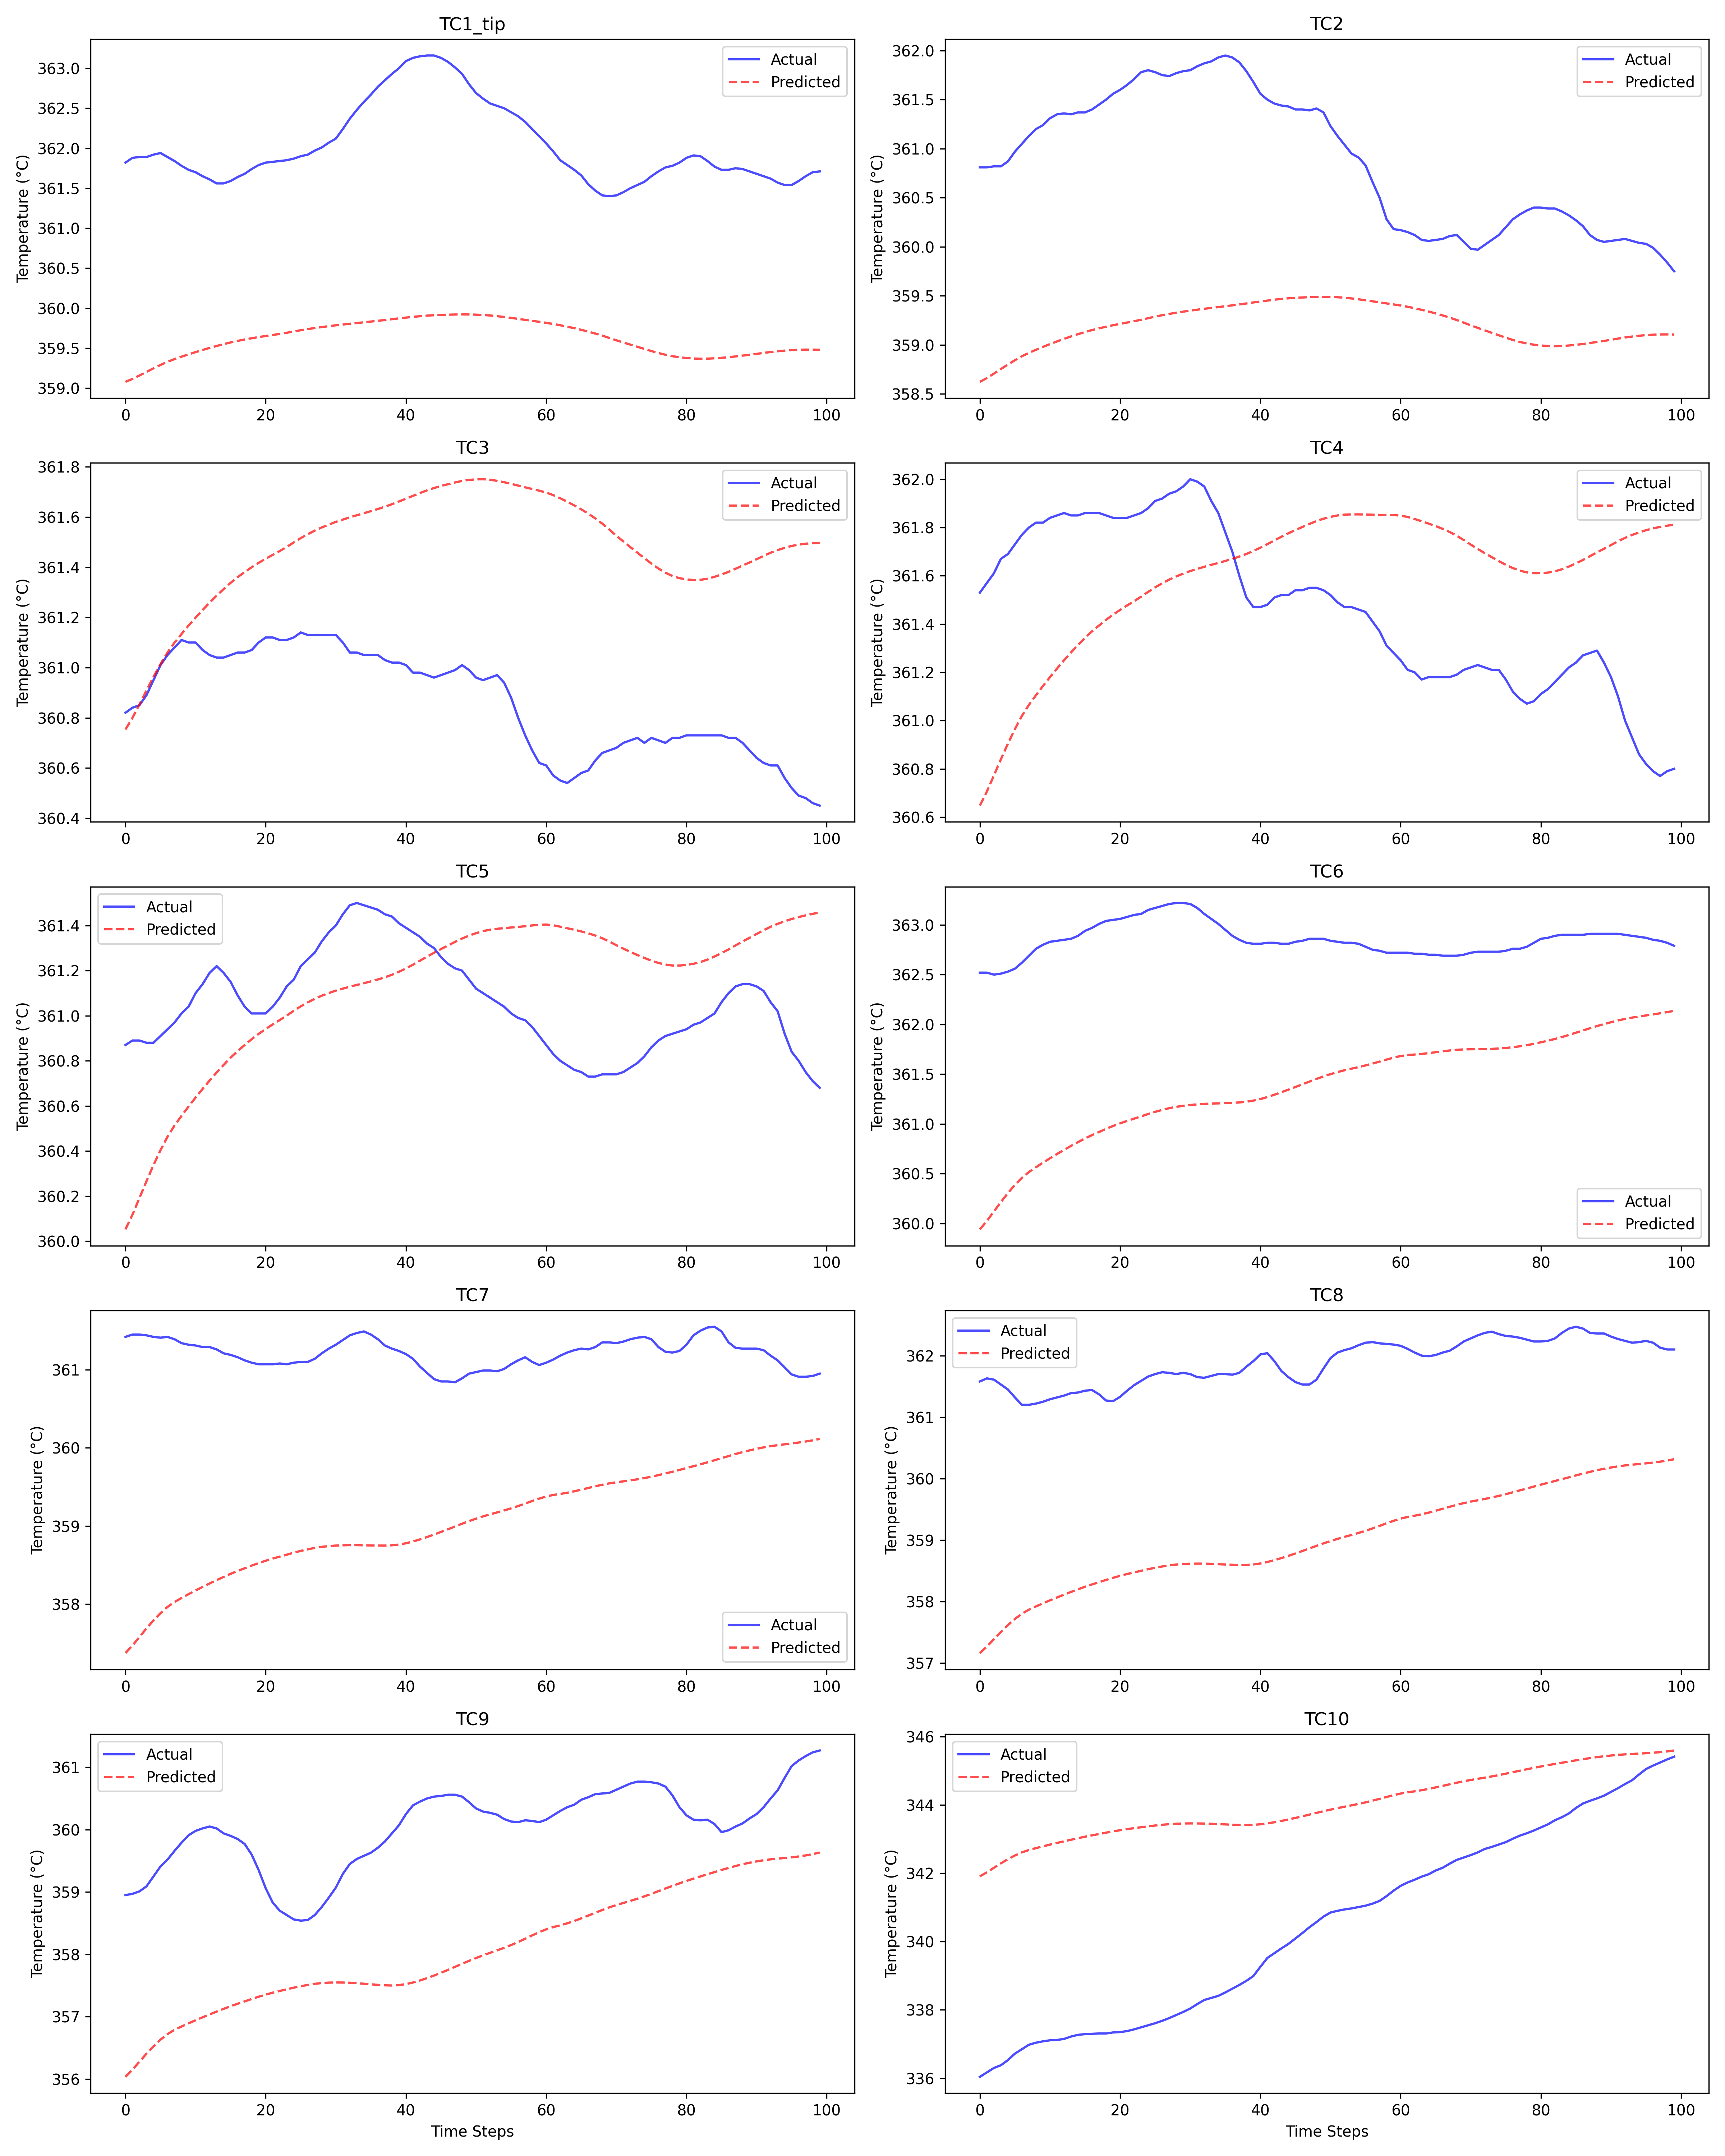 TC1_tip
Temperature (°C)
363.0
362.5
362.0
361.5
361.0
360.5
360.0
359.5
359.0
0 20 40 60 80 100
Actual
Predicted
TC2
Temperature (°C)
362.0
361.5
361.0
360.5
360.0
359.5
359.0
358.5
0 20 40 60 80 100
Actual
Predicted
TC3
Temperature (°C)
361.8
361.6
361.4
361.2
361.0
360.8
360.6
360.4
0 20 40 60 80 100
Actual
Predicted
TC4
Temperature (°C)
362.0
361.8
361.6
361.4
361.2
361.0
360.8
360.6
0 20 40 60 80 100
Actual
Predicted
TC5
Temperature (°C)
361.4
361.2
361.0
360.8
360.6
360.4
360.2
360.0
0 20 40 60 80 100
Actual
Predicted
TC6
Temperature (°C)
363.0
362.5
362.0
361.5
361.0
360.5
360.0
0 20 40 60 80 100
Actual
Predicted
TC7
Temperature (°C)
361
360
359
358
0 20 40 60 80 100
Actual
Predicted
TC8
Temperature (°C)
362
361
360
359
358
357
0 20 40 60 80 100
Actual
Predicted
TC9
Temperature (°C)
361
360
359
358
357
356
0 20 40 60 80 100
Time Steps
Actual
Predicted
TC10
Temperature (°C)
346
344
342
340
338
336
0 20 40 60 80 100
Time Steps
Actual
Predicted